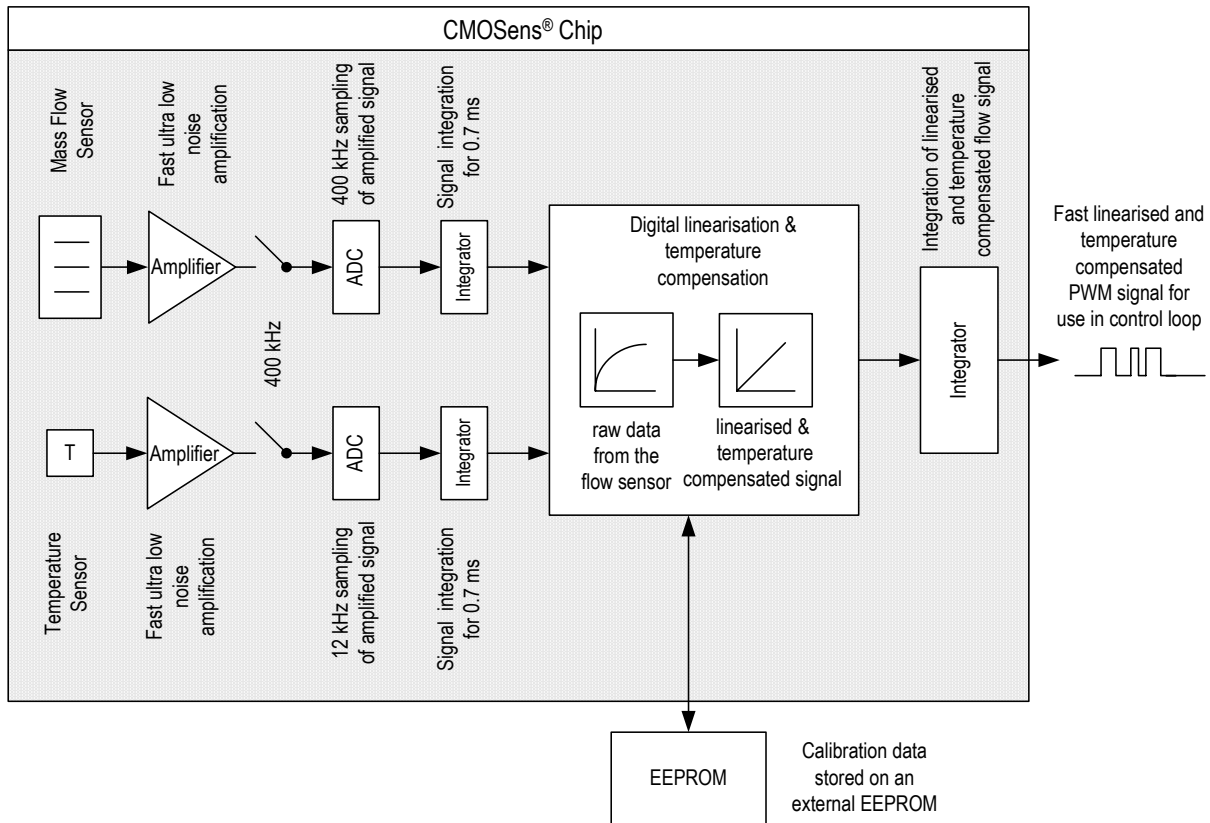 CMOSens® Chip
Mass Flow
Sensor
Fast ultra low
noise
amplification
400 kHz sampling
of amplified signal
Signal integration
for 0.7 ms
Integration of linearised
and temperature
compensated flow signal
Amplifier
ADC
Integrator
400 kHz
Digital linearisation &
temperature
compensation
raw data
from the
flow sensor
linearised &
temperature
compensated signal
Integrator
Fast linearised and
temperature
compensated
PWM signal for
use in control loop
T
Amplifier
ADC
Integrator
Temperature
Sensor
Fast ultra low
noise
amplification
12 kHz sampling
of amplified signal
Signal integration
for 0.7 ms
EEPROM
Calibration data
stored on an
external EEPROM